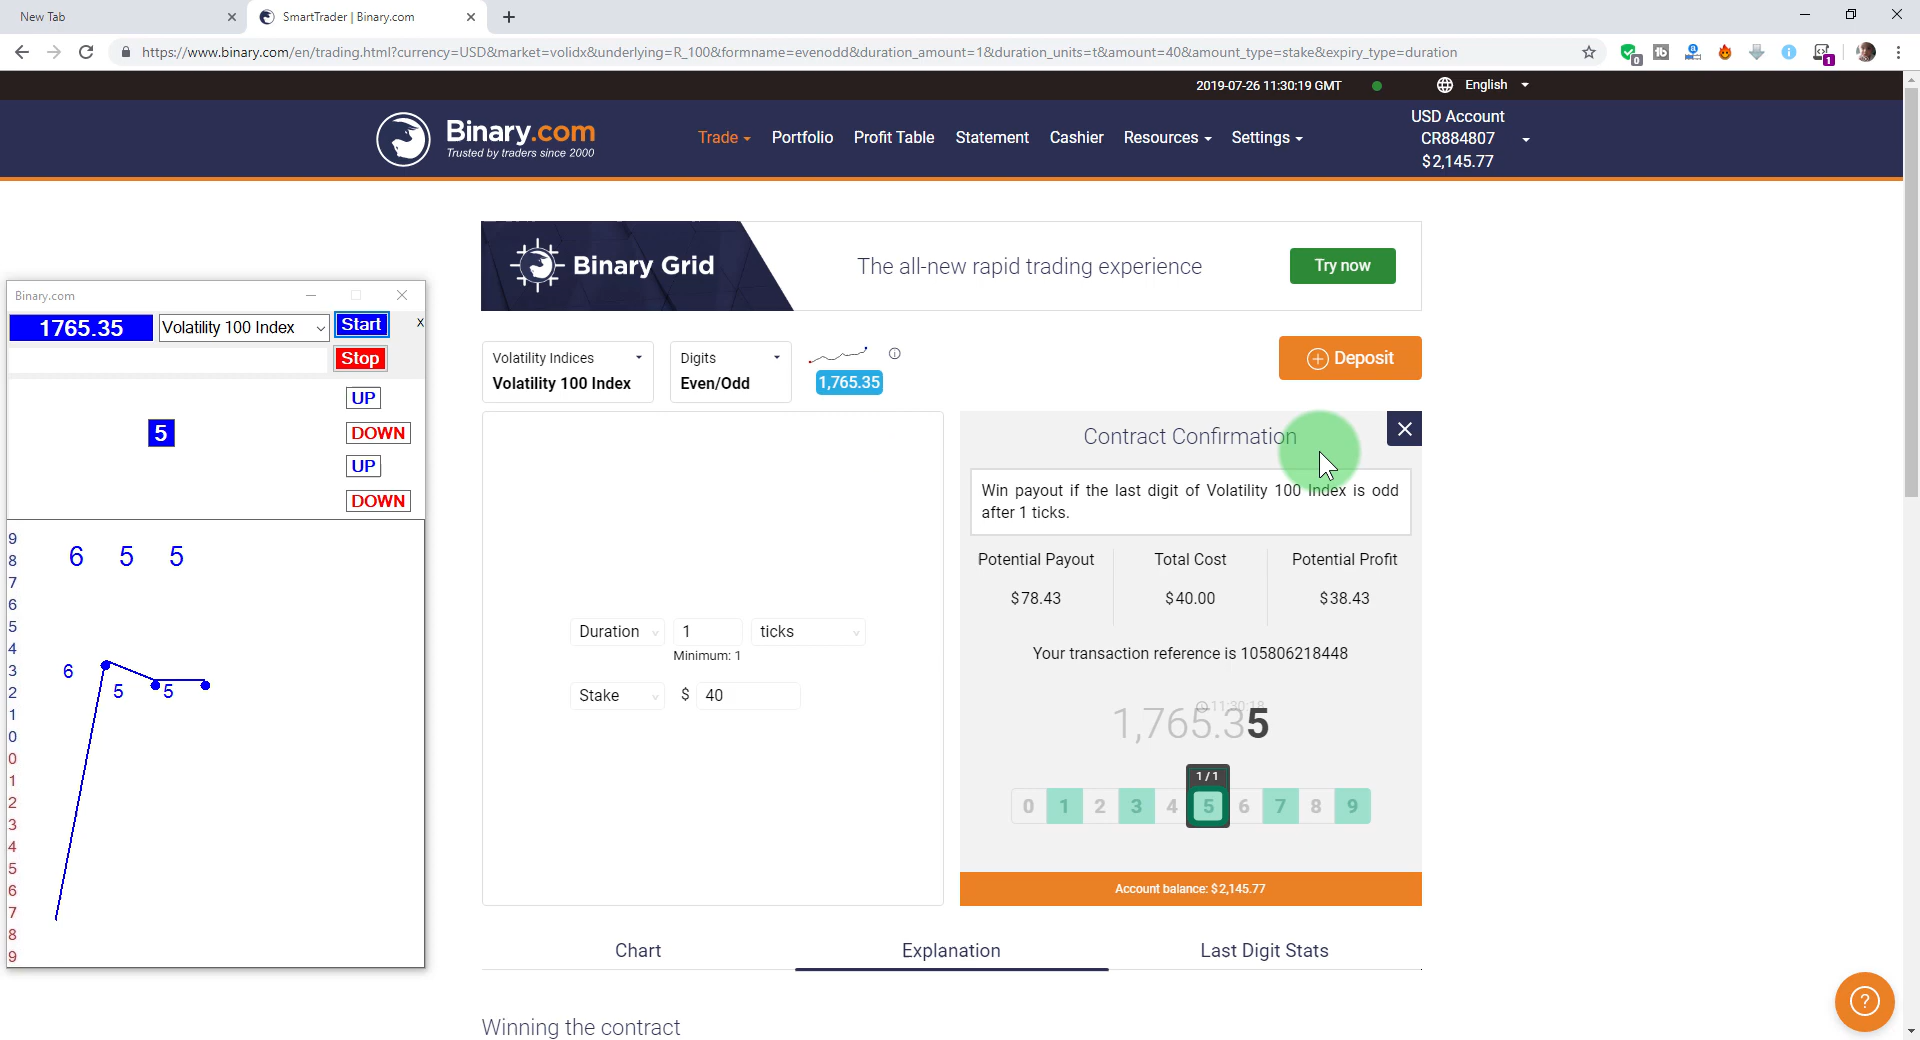 New Tab
SmartTrader | Binary.com
https://www.binary.com/en/trading.html?currency=USD&market=volidx&underlying=R_100&formname=evenodd&duration_amount=1&duration_units=t&amount=40&amount_type=stake&expiry_type=duration
0
1
2019-07-26 11:30:19 GMT
English
Binary.com
Trusted by traders since 2000
Trade
Portfolio
Profit Table
Statement
Cashier
Resources
Settings
USD Account
CR884807
$2,145.77
Binary Grid
The all-new rapid trading experience
Try now
Binary.com
1765.35
Volatility 100 Index
Start
X
Stop
UP
5
DOWN
UP
DOWN
9
8
7
6
5
4
3
2
1
0
0
1
2
3
4
5
6
7
8
9
6 5 5
6
5
5
Volatility Indices
Volatility 100 Index
Digits
Even/Odd
1,765.35
Deposit
Duration
1
ticks
Minimum: 1
Stake
$ 40
Contract Confirmation
Win payout if the last digit of Volatility 100 Index is odd
after 1 ticks.
Potential Payout
$78.43
Total Cost
$40.00
Potential Profit
$38.43
Your transaction reference is 105806218448
11:30:18
1,765.35
1 / 1
0 1 2 3 4 5 6 7 8 9
Account balance: $2,145.77
Chart
Explanation
Last Digit Stats
Winning the contract